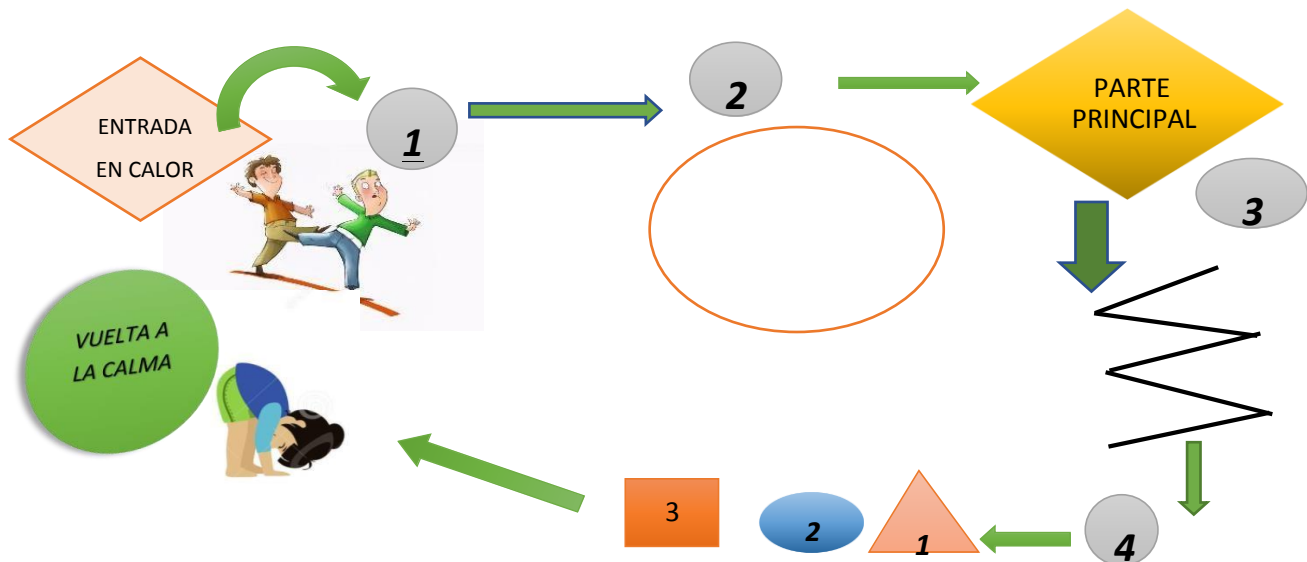 ENTRADA
EN CALOR
1
2
PARTE
PRINCIPAL
3
4
1
2
3
VUELTA A
LA CALMA